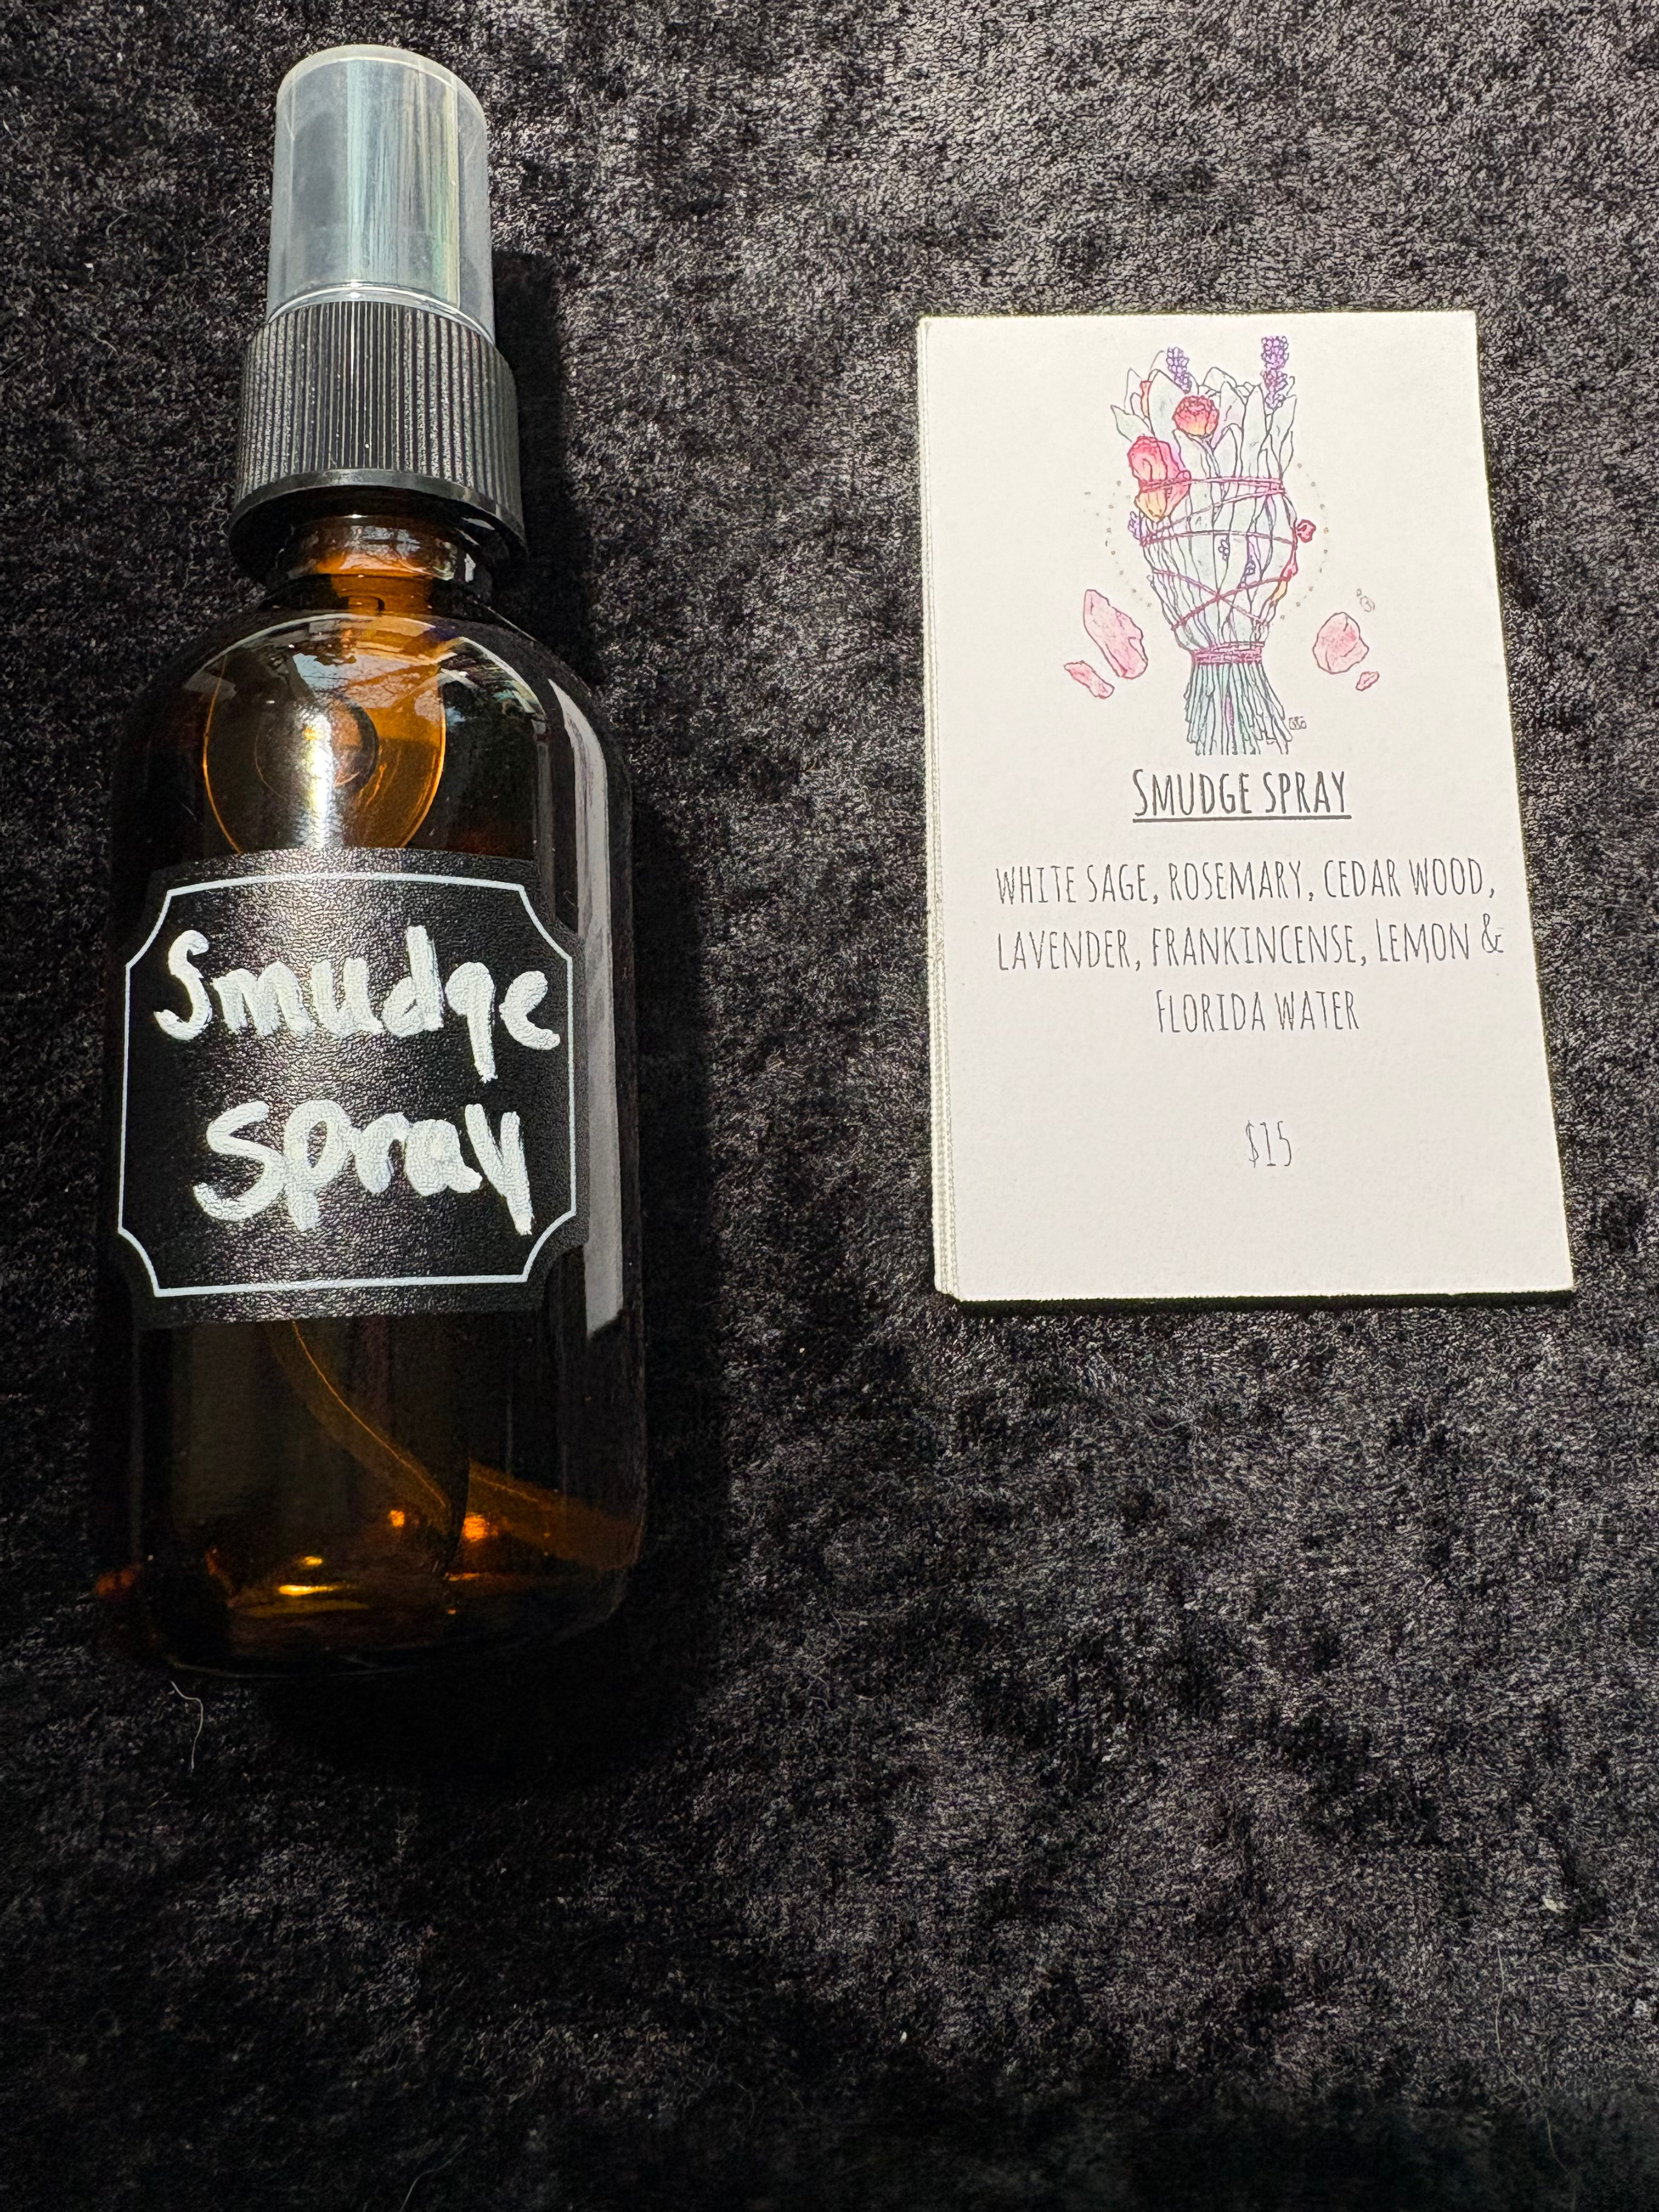 Smudge
spray
SMUDGE SPRAY
WHITE SAGE, ROSEMARY, CEDAR WOOD,
LAVENDER, FRANKINCENSE, LEMON &
FLORIDA WATER
$15